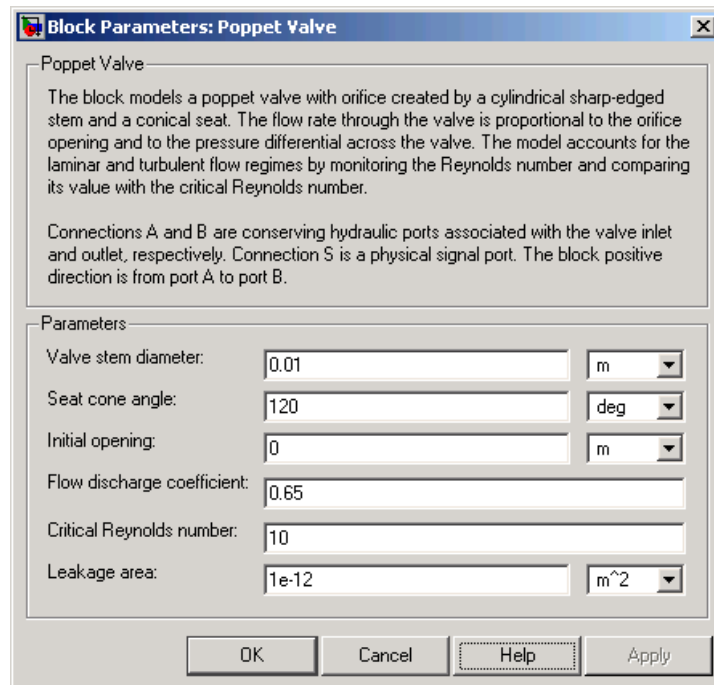 Block Parameters: Poppet Valve
Poppet Valve
The block models a poppet valve with orifice created by a cylindrical sharp-edged
stem and a conical seat. The flow rate through the valve is proportional to the orifice
opening and to the pressure differential across the valve. The model accounts for the
laminar and turbulent flow regimes by monitoring the Reynolds number and comparing
its value with the critical Reynolds number.
Connections A and B are conserving hydraulic ports associated with the valve inlet
and outlet, respectively. Connection S is a physical signal port. The block positive
direction is from port A to port B.
Parameters
Valve stem diameter: 0.01 m
Seat cone angle: 120 deg
Initial opening: 0 m
Flow discharge coefficient: 0.65
Critical Reynolds number: 10
Leakage area: 1e-12 m^2
OK Cancel Help Apply